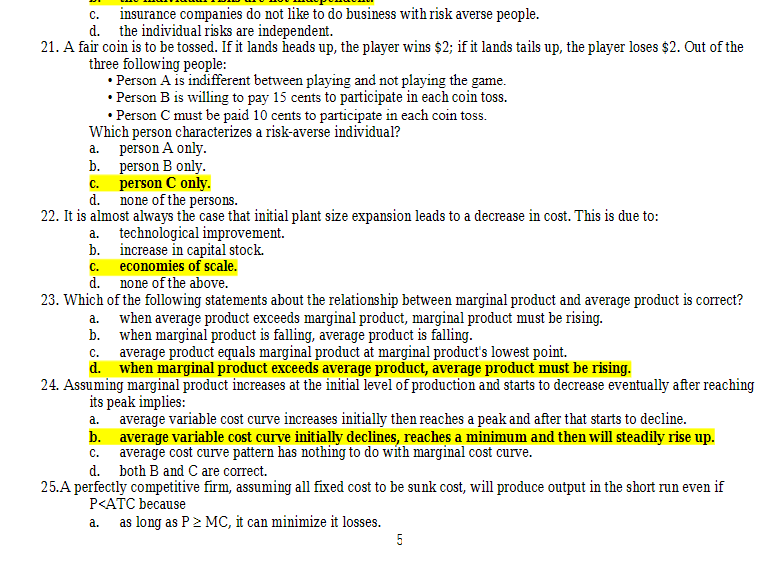 b. the individual risks are not independent.
c. insurance companies do not like to do business with risk averse people.
d. the individual risks are independent.
21. A fair coin is to be tossed. If it lands heads up, the player wins $2; if it lands tails up, the player loses $2. Out of the
three following people:
• Person A is indifferent between playing and not playing the game.
• Person B is willing to pay 15 cents to participate in each coin toss.
• Person C must be paid 10 cents to participate in each coin toss.
Which person characterizes a risk-averse individual?
a. person A only.
b. person B only.
c. person C only.
d. none of the persons.
22. It is almost always the case that initial plant size expansion leads to a decrease in cost. This is due to:
a. technological improvement.
b. increase in capital stock.
c. economies of scale.
d. none of the above.
23. Which of the following statements about the relationship between marginal product and average product is correct?
a. when average product exceeds marginal product, marginal product must be rising.
b. when marginal product is falling, average product is falling.
c. average product equals marginal product at marginal product's lowest point.
d. when marginal product exceeds average product, average product must be rising.
24. Assuming marginal product increases at the initial level of production and starts to decrease eventually after reaching
its peak implies:
a. average variable cost curve increases initially then reaches a peak and after that starts to decline.
b. average variable cost curve initially declines, reaches a minimum and then will steadily rise up.
c. average cost curve pattern has nothing to do with marginal cost curve.
d. both B and C are correct.
25.A perfectly competitive firm, assuming all fixed cost to be sunk cost, will produce output in the short run even if
P<ATC because
a. as long as P ≥ MC, it can minimize it losses.
5